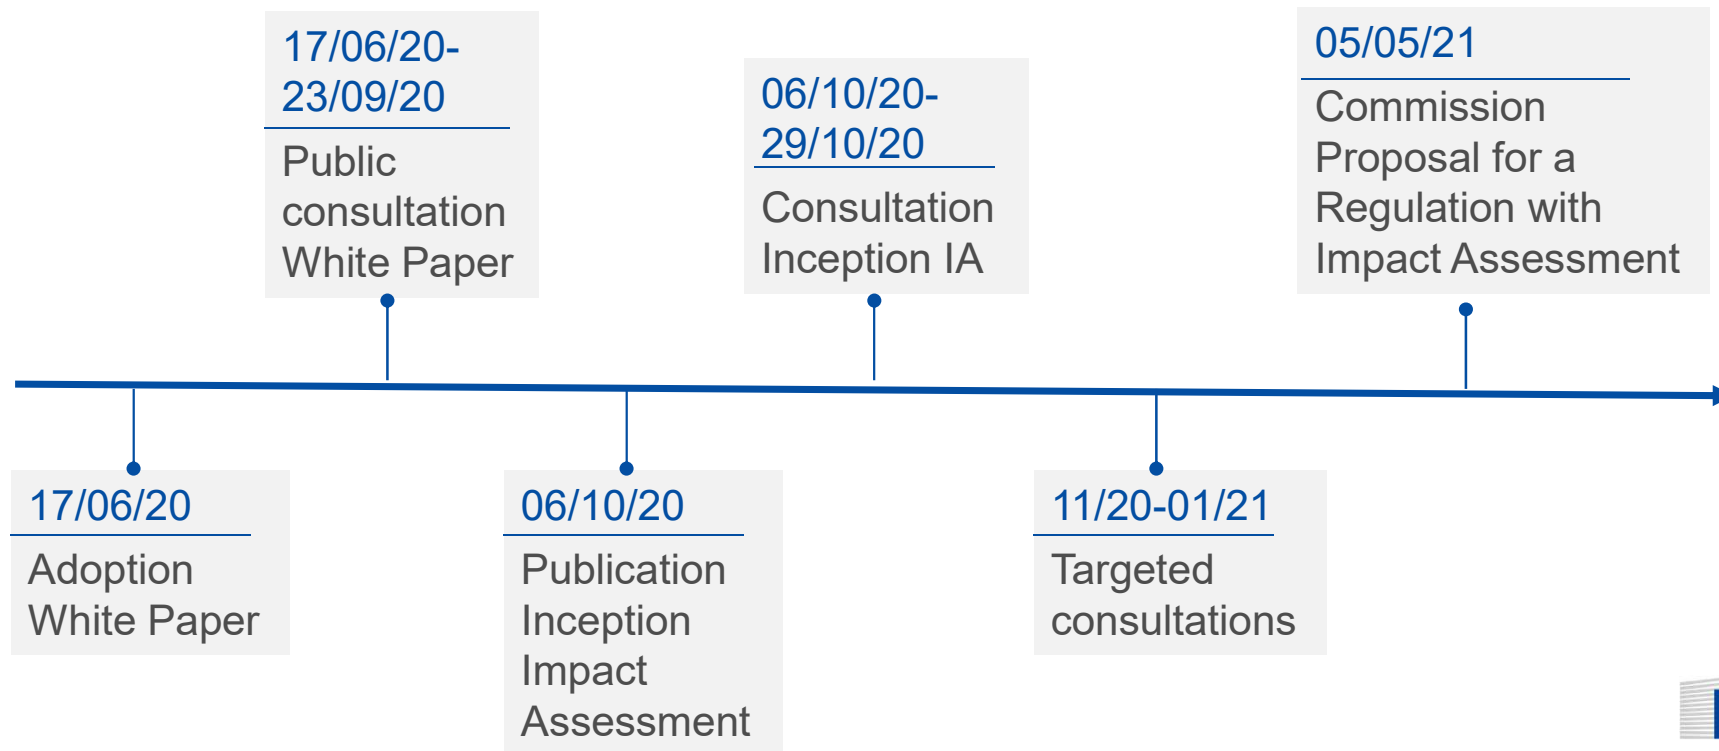 17/06/20-
23/09/20
Public
consultation
White Paper
06/10/20-
29/10/20
Consultation
Inception IA
05/05/21
Commission
Proposal for a
Regulation with
Impact Assessment
17/06/20
Adoption
White Paper
06/10/20
Publication
Inception
Impact
Assessment
11/20-01/21
Targeted
consultations